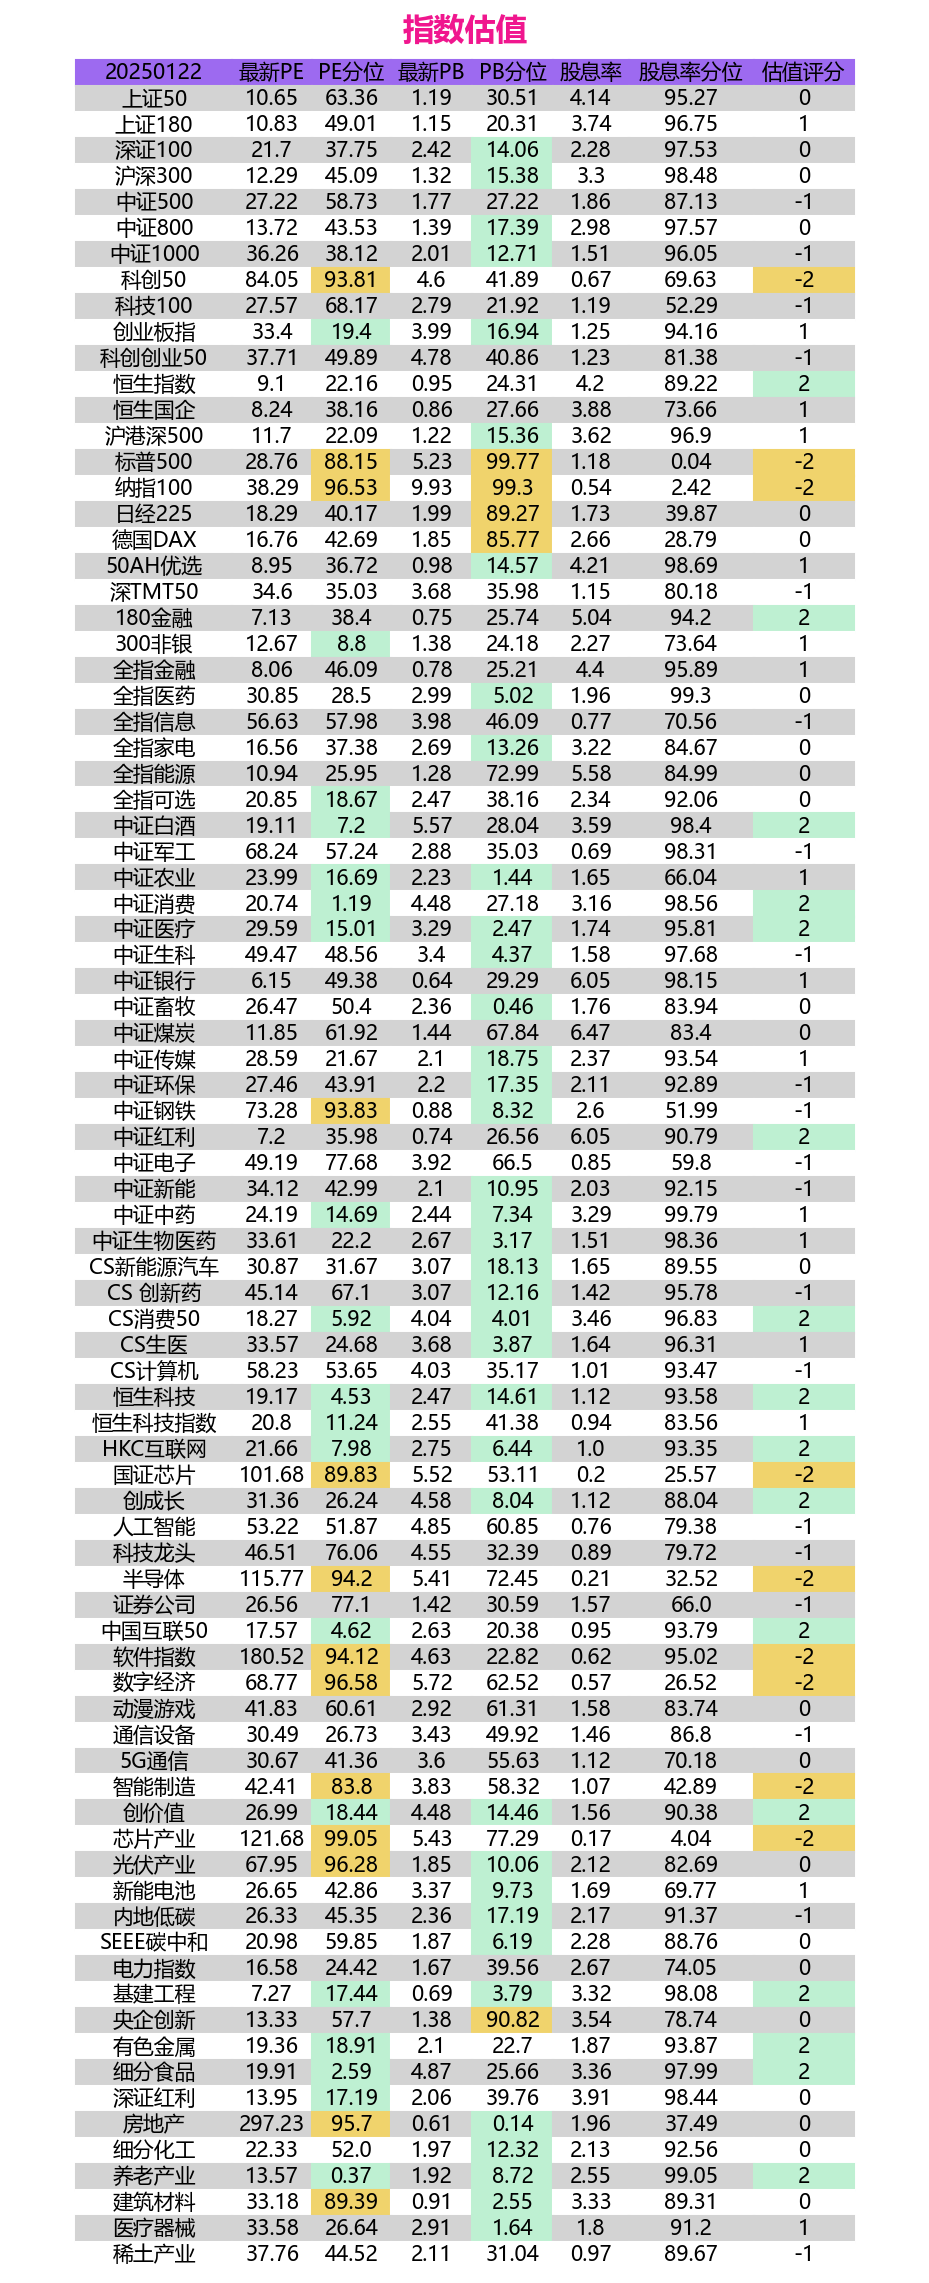 指数估值
20250122 最新PE PE分位 最新PB PB分位 股息率 股息率分位 估值评分
上证50 10.65 63.36 1.19 30.51 4.14 95.27 0
上证180 10.83 49.01 1.15 20.31 3.74 96.75 1
深证100 21.7 37.75 2.42 14.06 2.28 97.53 0
沪深300 12.29 45.09 1.32 15.38 3.3 98.48 0
中证500 27.22 58.73 1.77 27.22 1.86 87.13 -1
中证800 13.72 43.53 1.39 17.39 2.98 97.57 0
中证1000 36.26 38.12 2.01 12.71 1.51 96.05 -1
科创50 84.05 93.81 4.6 41.89 0.67 69.63 -2
科技100 27.57 68.17 2.79 21.92 1.19 52.29 -1
创业板指 33.4 19.4 3.99 16.94 1.25 94.16 1
科创创业50 37.71 49.89 4.78 40.86 1.23 81.38 -1
恒生指数 9.1 22.16 0.95 24.31 4.2 89.22 2
恒生国企 8.24 38.16 0.86 27.66 3.88 73.66 1
沪港深500 11.7 22.09 1.22 15.36 3.62 96.9 1
标普500 28.76 88.15 5.23 99.77 1.18 0.04 -2
纳指100 38.29 96.53 9.93 99.3 0.54 2.42 -2
日经225 18.29 40.17 1.99 89.27 1.73 39.87 0
德国DAX 16.76 42.69 1.85 85.77 2.66 28.79 0
50AH优选 8.95 36.72 0.98 14.57 4.21 98.69 1
深TMT50 34.6 35.03 3.68 35.98 1.15 80.18 -1
180金融 7.13 38.4 0.75 25.74 5.04 94.2 2
300非银 12.67 8.8 1.38 24.18 2.27 73.64 1
全指金融 8.06 46.09 0.78 25.21 4.4 95.89 1
全指医药 30.85 28.5 2.99 5.02 1.96 99.3 0
全指信息 56.63 57.98 3.98 46.09 0.77 70.56 -1
全指家电 16.56 37.38 2.69 13.26 3.22 84.67 0
全指能源 10.94 25.95 1.28 72.99 5.58 84.99 0
全指可选 20.85 18.67 2.47 38.16 2.34 92.06 0
中证白酒 19.11 7.2 5.57 28.04 3.59 98.4 2
中证军工 68.24 57.24 2.88 35.03 0.69 98.31 -1
中证农业 23.99 16.69 2.23 1.44 1.65 66.04 1
中证消费 20.74 1.19 4.48 27.18 3.16 98.56 2
中证医疗 29.59 15.01 3.29 2.47 1.74 95.81 2
中证生科 49.47 48.56 3.4 4.37 1.58 97.68 -1
中证银行 6.15 49.38 0.64 29.29 6.05 98.15 1
中证畜牧 26.47 50.4 2.36 0.46 1.76 83.94 0
中证煤炭 11.85 61.92 1.44 67.84 6.47 83.4 0
中证传媒 28.59 21.67 2.1 18.75 2.37 93.54 1
中证环保 27.46 43.91 2.2 17.35 2.11 92.89 -1
中证钢铁 73.28 93.83 0.88 8.32 2.6 51.99 -1
中证红利 7.2 35.98 0.74 26.56 6.05 90.79 2
中证电子 49.19 77.68 3.92 66.5 0.85 59.8 -1
中证新能 34.12 42.99 2.1 10.95 2.03 92.15 -1
中证中药 24.19 14.69 2.44 7.34 3.29 99.79 1
中证生物医药 33.61 22.2 2.67 3.17 1.51 98.36 1
CS新能源汽车 30.87 31.67 3.07 18.13 1.65 89.55 0
CS 创新药 45.14 67.1 3.07 12.16 1.42 95.78 -1
CS消费50 18.27 5.92 4.04 4.01 3.46 96.83 2
CS生医 33.57 24.68 3.68 3.87 1.64 96.31 1
CS计算机 58.23 53.65 4.03 35.17 1.01 93.47 -1
恒生科技 19.17 4.53 2.47 14.61 1.12 93.58 2
恒生科技指数 20.8 11.24 2.55 41.38 0.94 83.56 1
HKC互联网 21.66 7.98 2.75 6.44 1.0 93.35 2
国证芯片 101.68 89.83 5.52 53.11 0.2 25.57 -2
创成长 31.36 26.24 4.58 8.04 1.12 88.04 2
人工智能 53.22 51.87 4.85 60.85 0.76 79.38 -1
科技龙头 46.51 76.06 4.55 32.39 0.89 79.72 -1
半导体 115.77 94.2 5.41 72.45 0.21 32.52 -2
证券公司 26.56 77.1 1.42 30.59 1.57 66.0 -1
中国互联50 17.57 4.62 2.63 20.38 0.95 93.79 2
软件指数 180.52 94.12 4.63 22.82 0.62 95.02 -2
数字经济 68.77 96.58 5.72 62.52 0.57 26.52 -2
动漫游戏 41.83 60.61 2.92 61.31 1.58 83.74 0
通信设备 30.49 26.73 3.43 49.92 1.46 86.8 -1
5G通信 30.67 41.36 3.6 55.63 1.12 70.18 0
智能制造 42.41 83.8 3.83 58.32 1.07 42.89 -2
创价值 26.99 18.44 4.48 14.46 1.56 90.38 2
芯片产业 121.68 99.05 5.43 77.29 0.17 4.04 -2
光伏产业 67.95 96.28 1.85 10.06 2.12 82.69 0
新能电池 26.65 42.86 3.37 9.73 1.69 69.77 1
内地低碳 26.33 45.35 2.36 17.19 2.17 91.37 -1
SEEE碳中和 20.98 59.85 1.87 6.19 2.28 88.76 0
电力指数 16.58 24.42 1.67 39.56 2.67 74.05 0
基建工程 7.27 17.44 0.69 3.79 3.32 98.08 2
央企创新 13.33 57.7 1.38 90.82 3.54 78.74 0
有色金属 19.36 18.91 2.1 22.7 1.87 93.87 2
细分食品 19.91 2.59 4.87 25.66 3.36 97.99 2
深证红利 13.95 17.19 2.06 39.76 3.91 98.44 0
房地产 297.23 95.7 0.61 0.14 1.96 37.49 0
细分化工 22.33 52.0 1.97 12.32 2.13 92.56 0
养老产业 13.57 0.37 1.92 8.72 2.55 99.05 2
建筑材料 33.18 89.39 0.91 2.55 3.33 89.31 0
医疗器械 33.58 26.64 2.91 1.64 1.8 91.2 1
稀土产业 37.76 44.52 2.11 31.04 0.97 89.67 -1